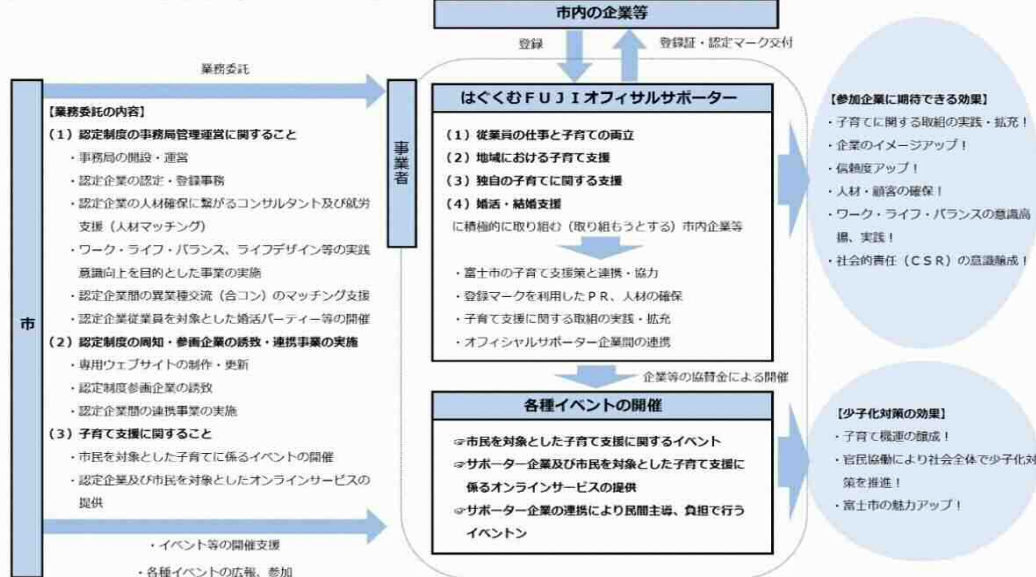 市内の企業等
登録
登録証・認定マーク交付
業務委託
市
【業務委託の内容】
(1)認定制度の事務局管理運営に関すること
・事務局の開設・運営
・認定企業の認定・登録事務
・認定企業の人材確保に繋がるコンサルタント及び就労
支援(人材マッチング)
・ワーク・ライフ・バランス、ライフデザイン等の実践
意識向上を目的とした事業の実施
・認定企業間の異業種交流(合コン)のマッチング支援
・認定企業従業員を対象とした婚活パーティー等の開催
(2)認定制度の周知・参画企業の誘致・連携事業の実施
・専用ウェブサイトの制作・更新
・認定制度参画企業の誘致
・認定企業間の連携事業の実施
(3)子育て支援に関すること
・市民を対象とした子育てに係るイベントの開催
・認定企業及び市民を対象としたオンラインサービスの
提供
・イベント等の開催支援
・各種イベントの広報、参加
事業者
はぐくむFUJIオフィサルサポーター
(1)従業員の仕事と子育ての両立
(2)地域における子育て支援
(3)独自の子育てに関する支援
(4)婚活・結婚支援
に積極的に取り組む(取り組もうとする)市内企業等
・富士市の子育て支援策と連携・協力
・登録マークを利用したPR、人材の確保
・子育て支援に関する取組の実践・拡充
・オフィシャルサポーター企業間の連携
企業等の協賛金による開催
各種イベントの開催
☞市民を対象とした子育て支援に関するイベント
☞サポーター企業及び市民を対象とした子育て支援に
係るオンラインサービスの提供
☞サポーター企業の連携により民間主導、負担で行う
イベントン
【参加企業に期待できる効果】
・子育てに関する取組の実践・拡充!
・企業のイメージアップ!
・信頼度アップ!
・人材・顧客の確保!
・ワーク・ライフ・バランスの意識高
揚、実践!
・社会的責任(CSR)の意識醸成!
【少子化対策の効果】
・子育て機運の醸成!
・官民協働により社会全体で少子化対
策を推進!
・富士市の魅力アップ!